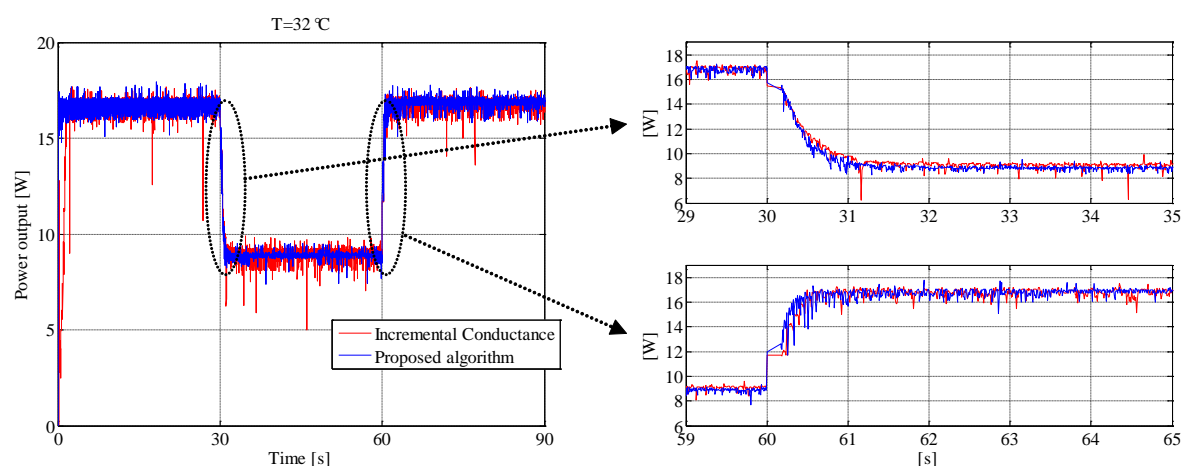 T=32 °C
Power output [W]
20
15
10
5
0
0 30 60 90
Time [s]
Incremental Conductance
Proposed algorithm
[W]
18
16
14
12
10
8
6
29 30 31 32 33 34 35
[W]
18
16
14
12
10
8
6
59 60 61 62 63 64 65
[s]